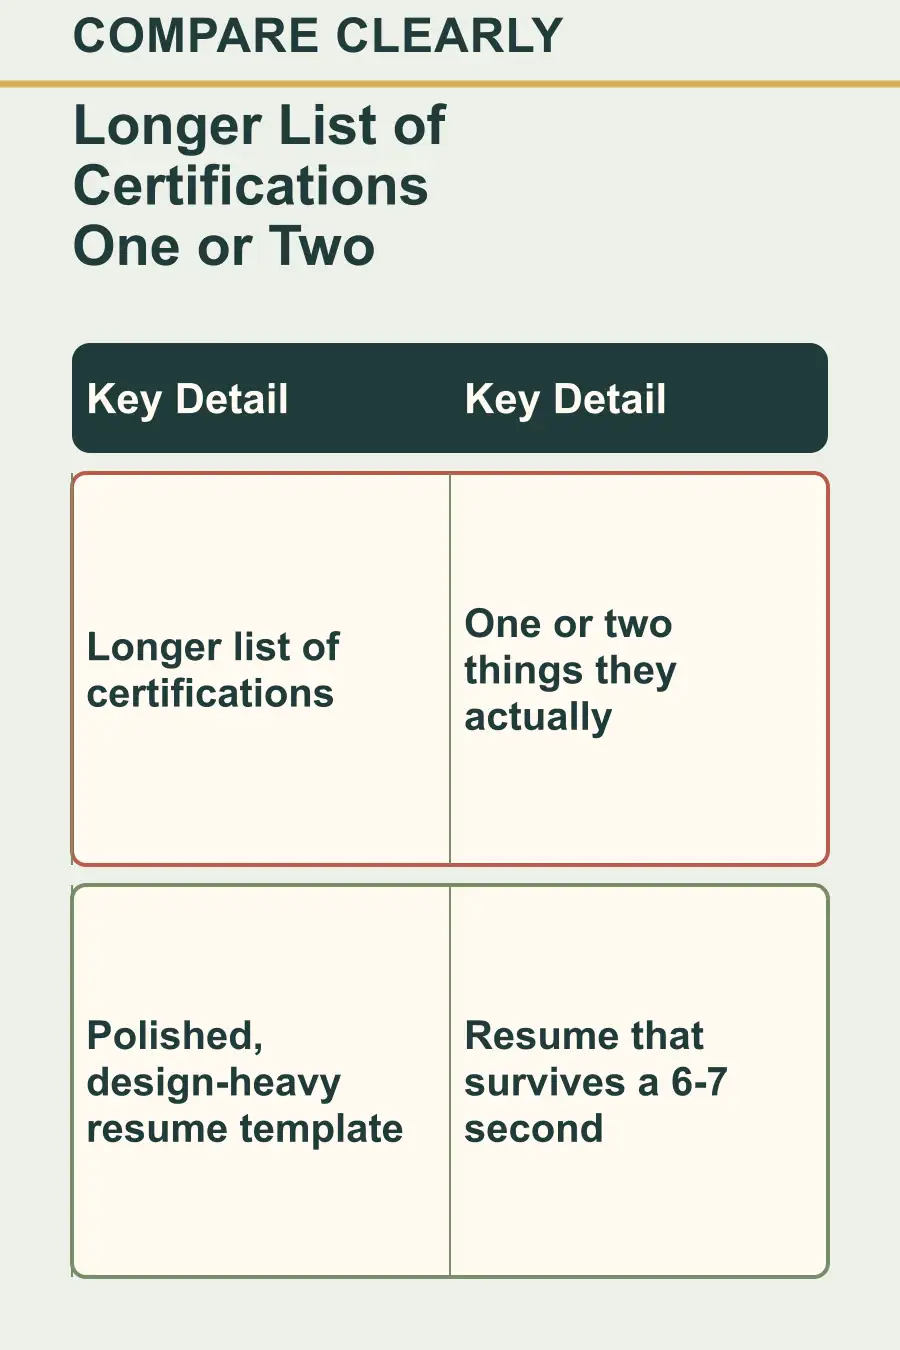 COMPARE CLEARLY
Longer List of
Certifications
One or Two
Key Detail
Key Detail
Longer list of
certifications
One or two
things they
actually
Polished,
design-heavy
resume template
Resume that
survives a 6-7
second